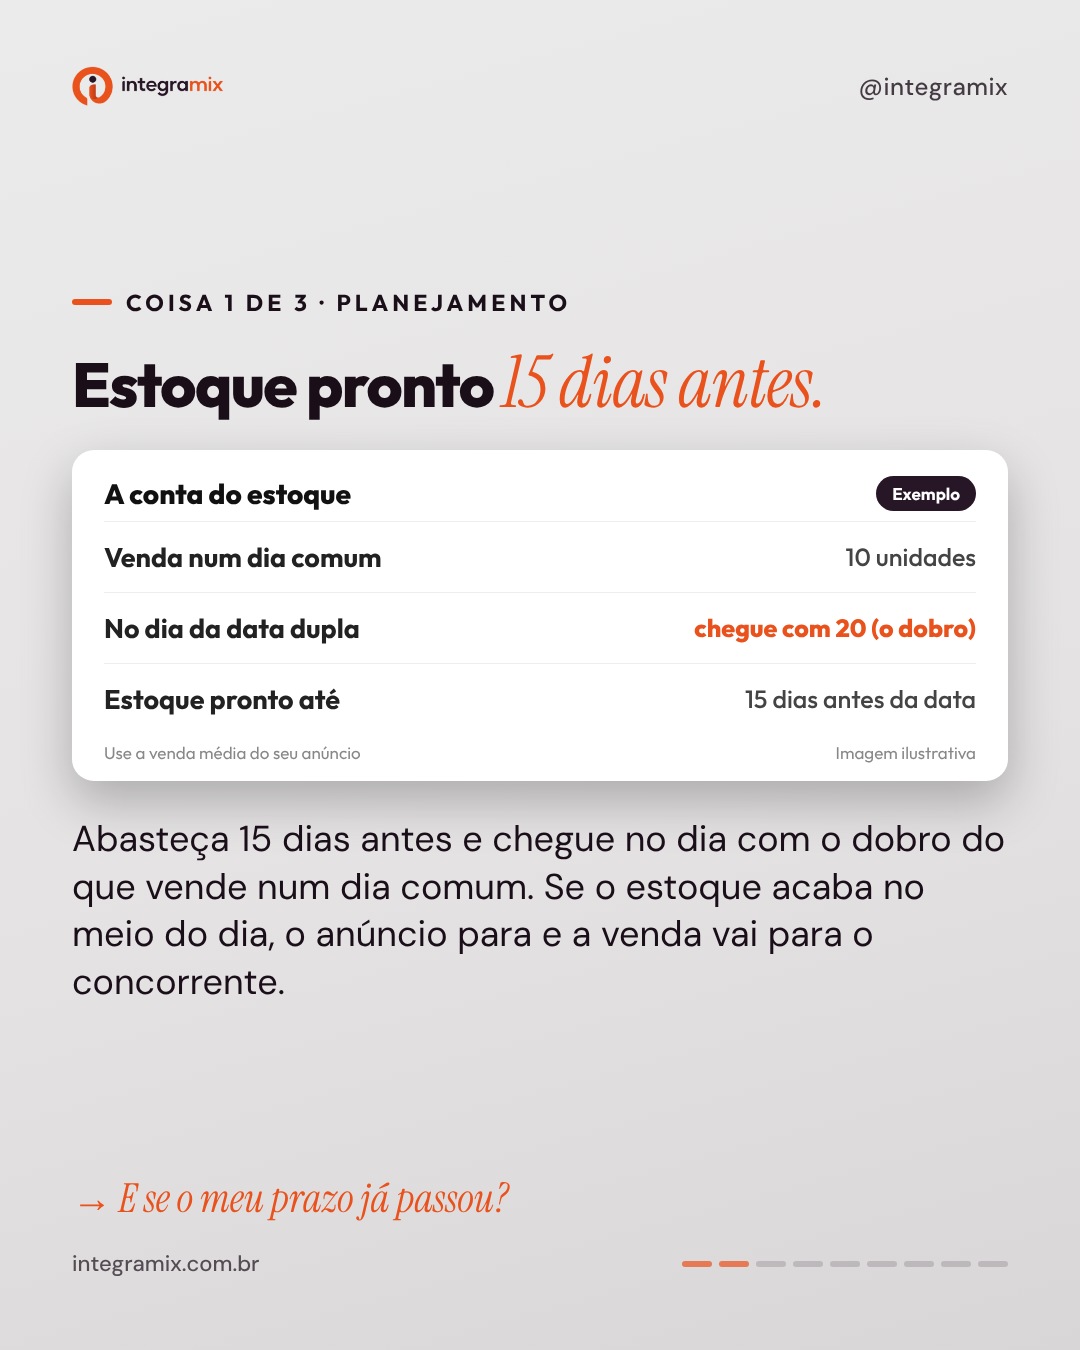 integramix
@integramix
COISA 1 DE 3 · PLANEJAMENTO
Estoque pronto 15 dias antes.
A conta do estoque
Exemplo
Venda num dia comum
10 unidades
No dia da data dupla
chegue com 20 (o dobro)
Estoque pronto até
15 dias antes da data
Use a venda média do seu anúncio
Imagem ilustrativa
Abasteça 15 dias antes e chegue no dia com o dobro do
que vende num dia comum. Se o estoque acaba no
meio do dia, o anúncio para e a venda vai para o
concorrente.
→ E se o meu prazo já passou?
integramix.com.br